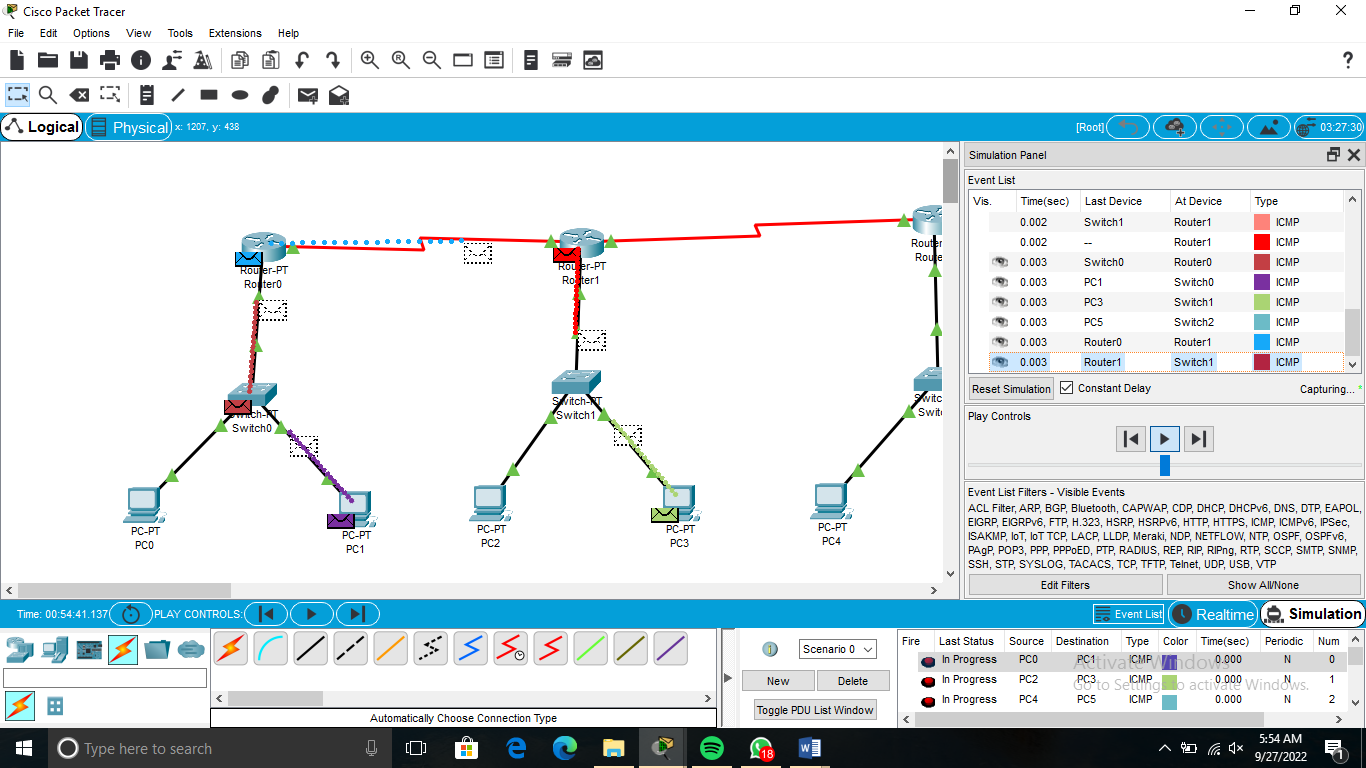 Cisco Packet Tracer
File Edit Options View Tools Extensions Help
Logical
Physical
x: 1207, y: 438
[Root]
03:27:30
Router-PT
Router0
Router-PT
Router1
Switch-PT
Switch0
Switch-PT
Switch1
PC-PT
PC0
PC-PT
PC1
PC-PT
PC2
PC-PT
PC3
PC-PT
PC4
Simulation Panel
Event List
Vis. Time(sec) Last Device At Device Type
0.002 Switch1 Router1 ICMP
0.002 -- Router1 ICMP
0.003 Switch0 Router0 ICMP
0.003 PC1 Switch0 ICMP
0.003 PC3 Switch1 ICMP
0.003 PC5 Switch2 ICMP
0.003 Router0 Router1 ICMP
0.003 Router1 Switch1 ICMP
Reset Simulation Constant Delay Capturing... *
Play Controls
Event List Filters - Visible Events
ACL Filter, ARP, BGP, Bluetooth, CAPWAP, CDP, DHCP, DHCPv6, DNS, DTP, EAPOL,
EIGRP, EIGRPv6, FTP, H.323, HSRP, HSRPv6, HTTP, HTTPS, ICMP, ICMPv6, IPSec,
ISAKMP, IoT, IoT TCP, LACP, LLDP, Meraki, NDP, NETFLOW, NTP, OSPF, OSPFv6,
PAgP, POP3, PPP, PPPoED, PTP, RADIUS, REP, RIP, RIPng, RTP, SCCP, SMTP, SNMP,
SSH, STP, SYSLOG, TACACS, TCP, TFTP, Telnet, UDP, USB, VTP
Edit Filters Show All/None
Time: 00:54:41.137 PLAY CONTROLS:
Event List Realtime Simulation
Automatically Choose Connection Type
Scenario 0
New Delete
Toggle PDU List Window
Fire Last Status Source Destination Type Color Time(sec) Periodic Num
In Progress PC0 PC1 ICMP 0.000 N 0
In Progress PC2 PC3 ICMP 0.000 N 1
In Progress PC4 PC5 ICMP 0.000 N 2
Activate Windows
Go to Settings to activate Windows.
Type here to search
18
5:54 AM
9/27/2022
1